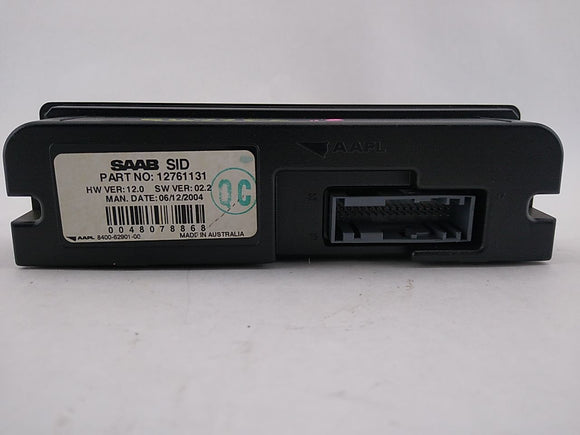 SAAB SID
PART NO: 12761131
HW VER: 12.0 SW VER: 02.2
MAN. DATE: 06/12/2004
QC
0048078868
AAPL 8400-62901-00 MADE IN AUSTRALIA
AAPL